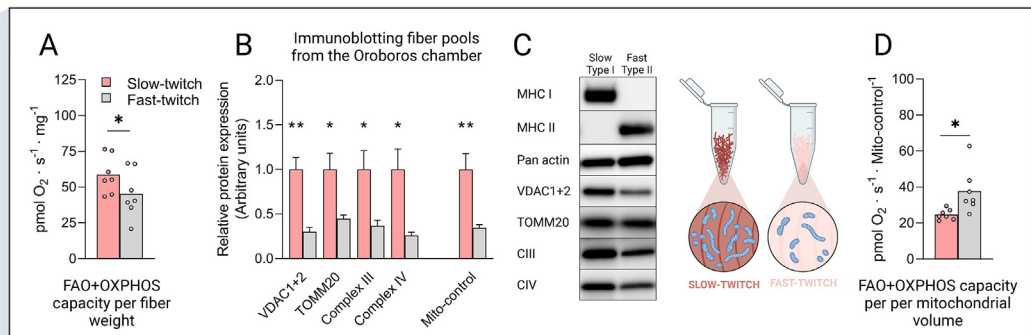 A
125
100
75
50
25
0
pmol O₂ · s⁻¹ · mg⁻¹
Slow-twitch
Fast-twitch
*
FAO+OXPHOS
capacity per fiber
weight
B
Immunoblotting fiber pools
from the Oroboros chamber
2.0
1.5
1.0
0.5
0.0
Relative protein expression
(Arbitrary units)
**
*
*
*
**
VDAC1+2
TOMM20
Complex III
Complex IV
Mito-control
C
Slow
Type I
Fast
Type II
MHC I
MHC II
Pan actin
VDAC1+2
TOMM20
CIII
CIV
SLOW-TWITCH
FAST-TWITCH
D
100
80
60
40
20
0
pmol O₂ · s⁻¹ · Mito-control⁻¹
*
FAO+OXPHOS capacity
per per mitochondrial
volume